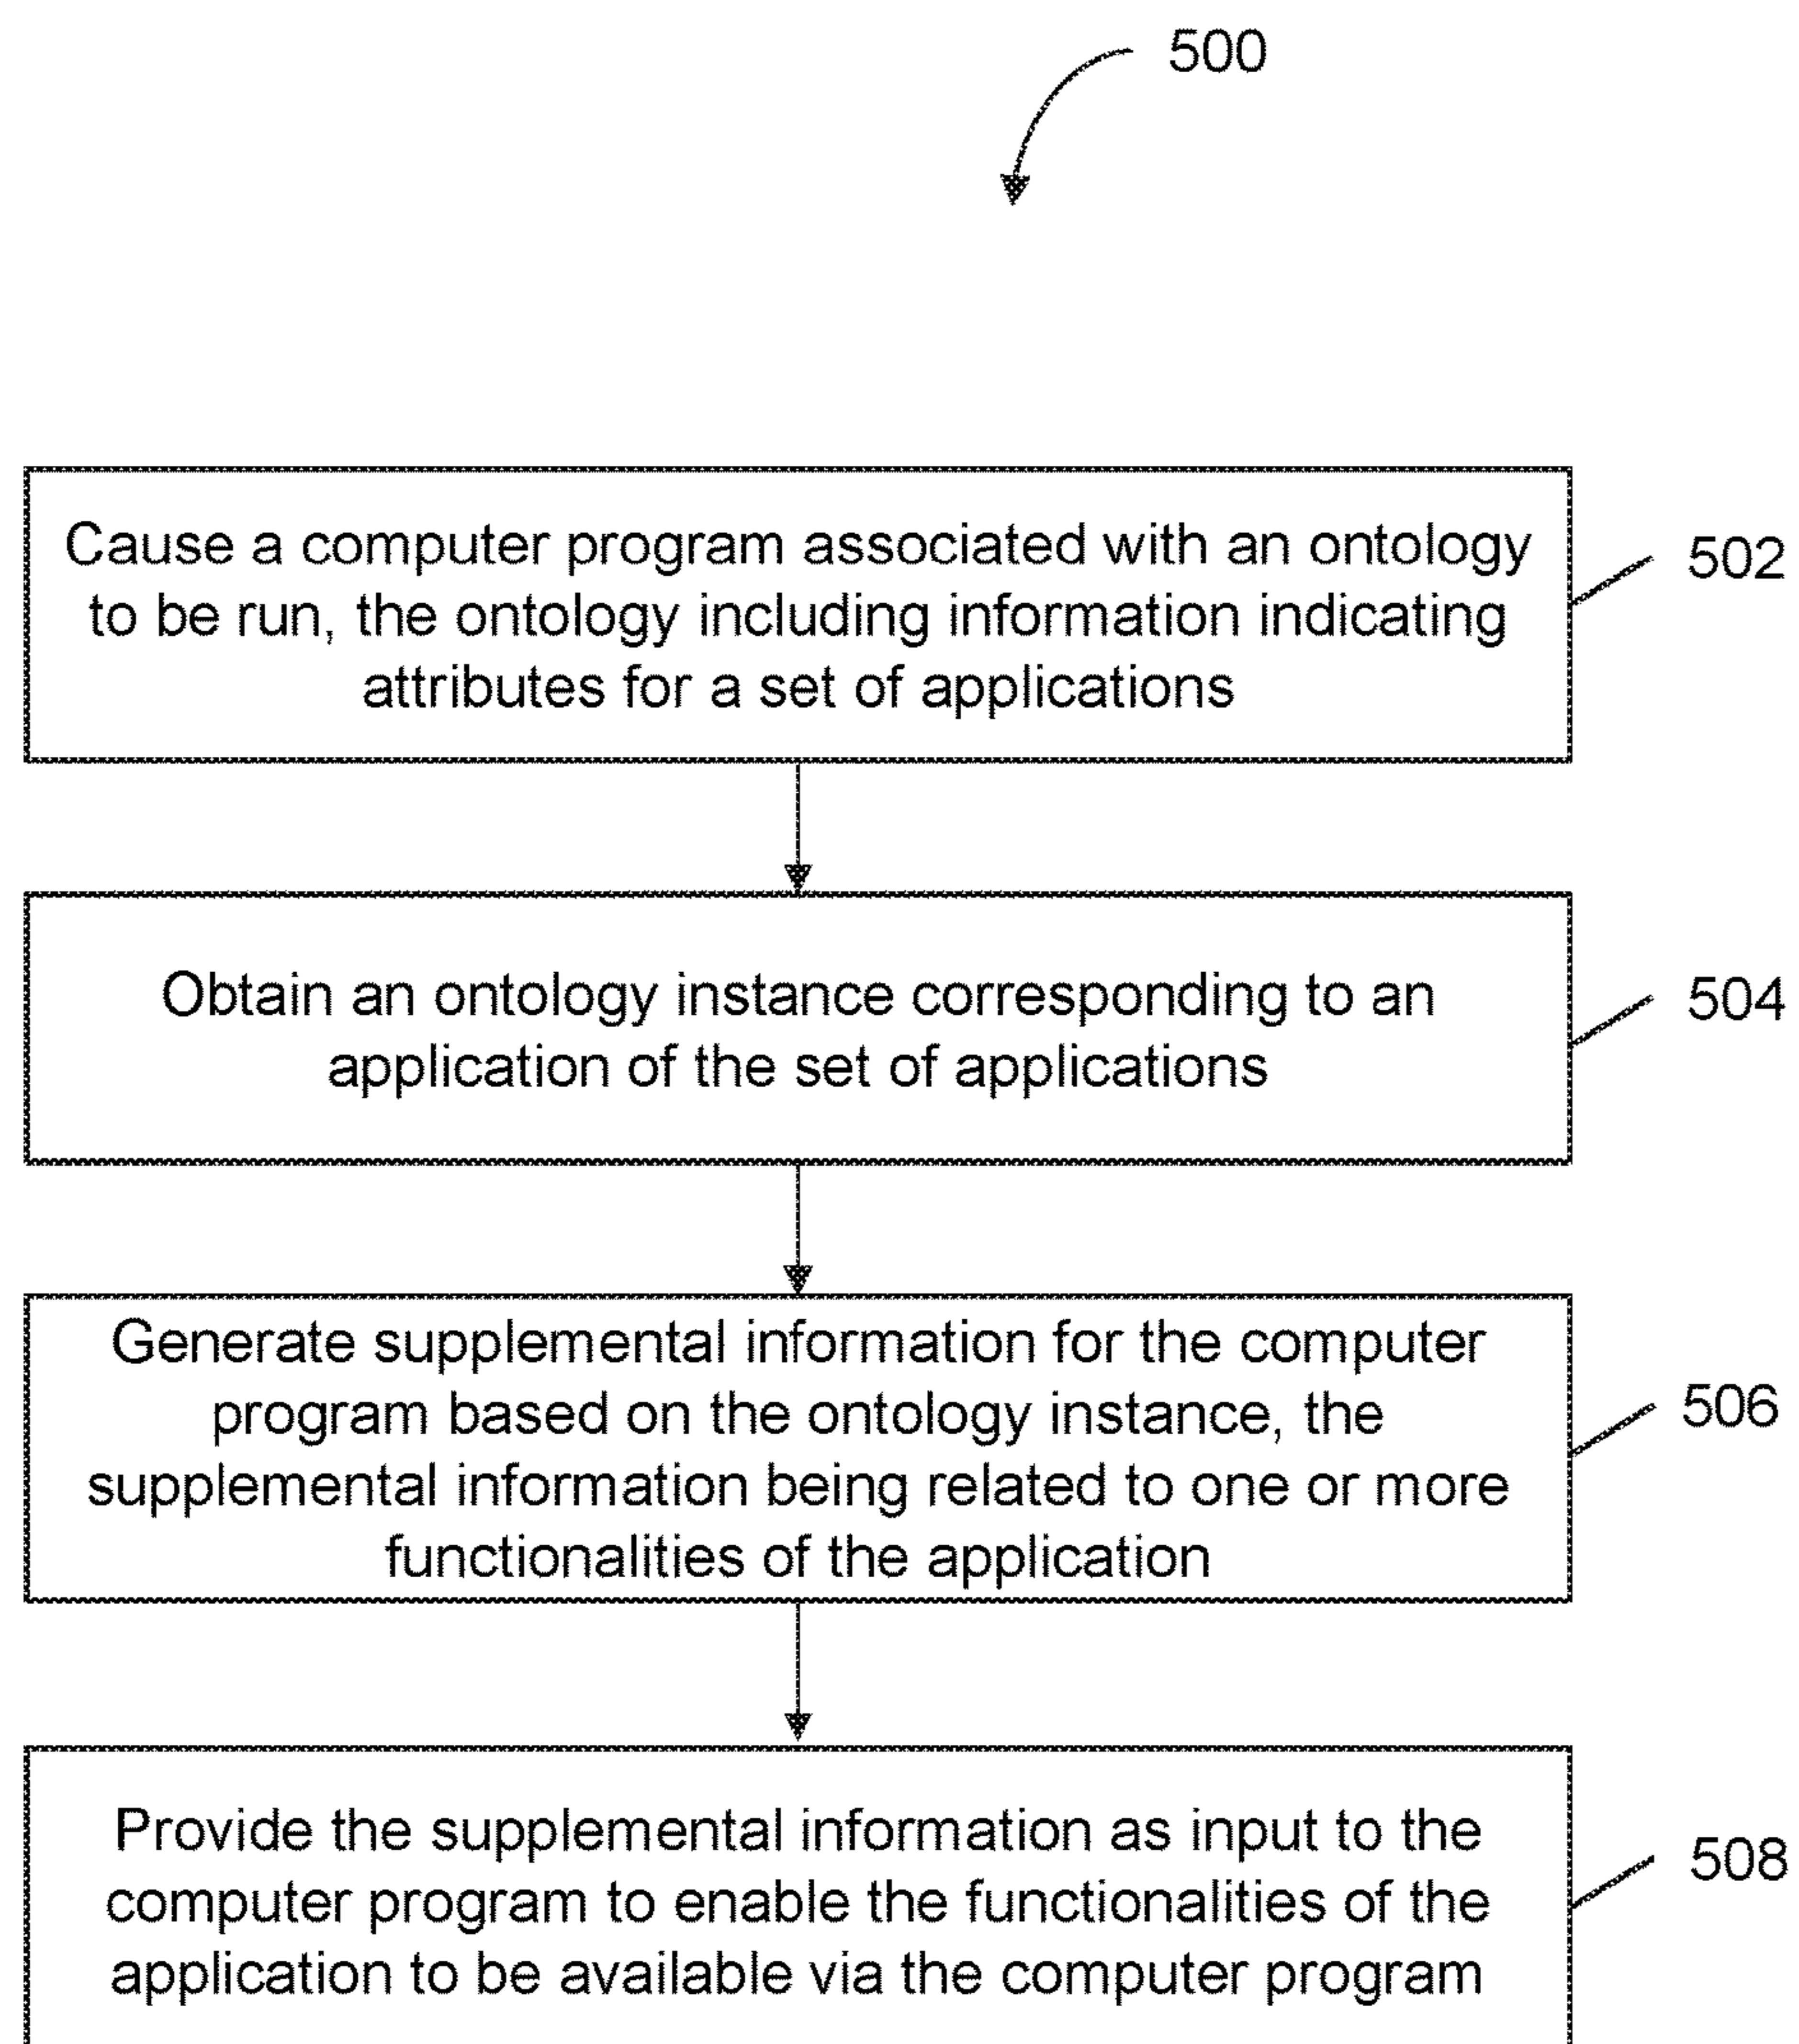 500
Cause a computer program associated with an ontology
to be run, the ontology including information indicating
attributes for a set of applications
502
Obtain an ontology instance corresponding to an
application of the set of applications
504
Generate supplemental information for the computer
program based on the ontology instance, the
supplemental information being related to one or more
functionalities of the application
506
Provide the supplemental information as input to the
computer program to enable the functionalities of the
application to be available via the computer program
508